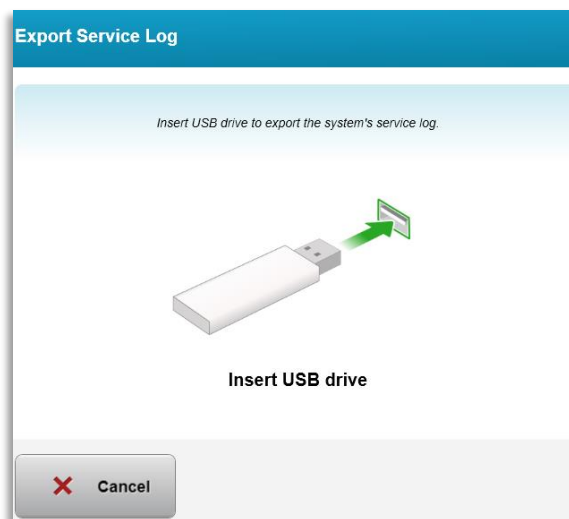 Export Service Log
Insert USB drive to export the system's service log.
Insert USB drive
Cancel